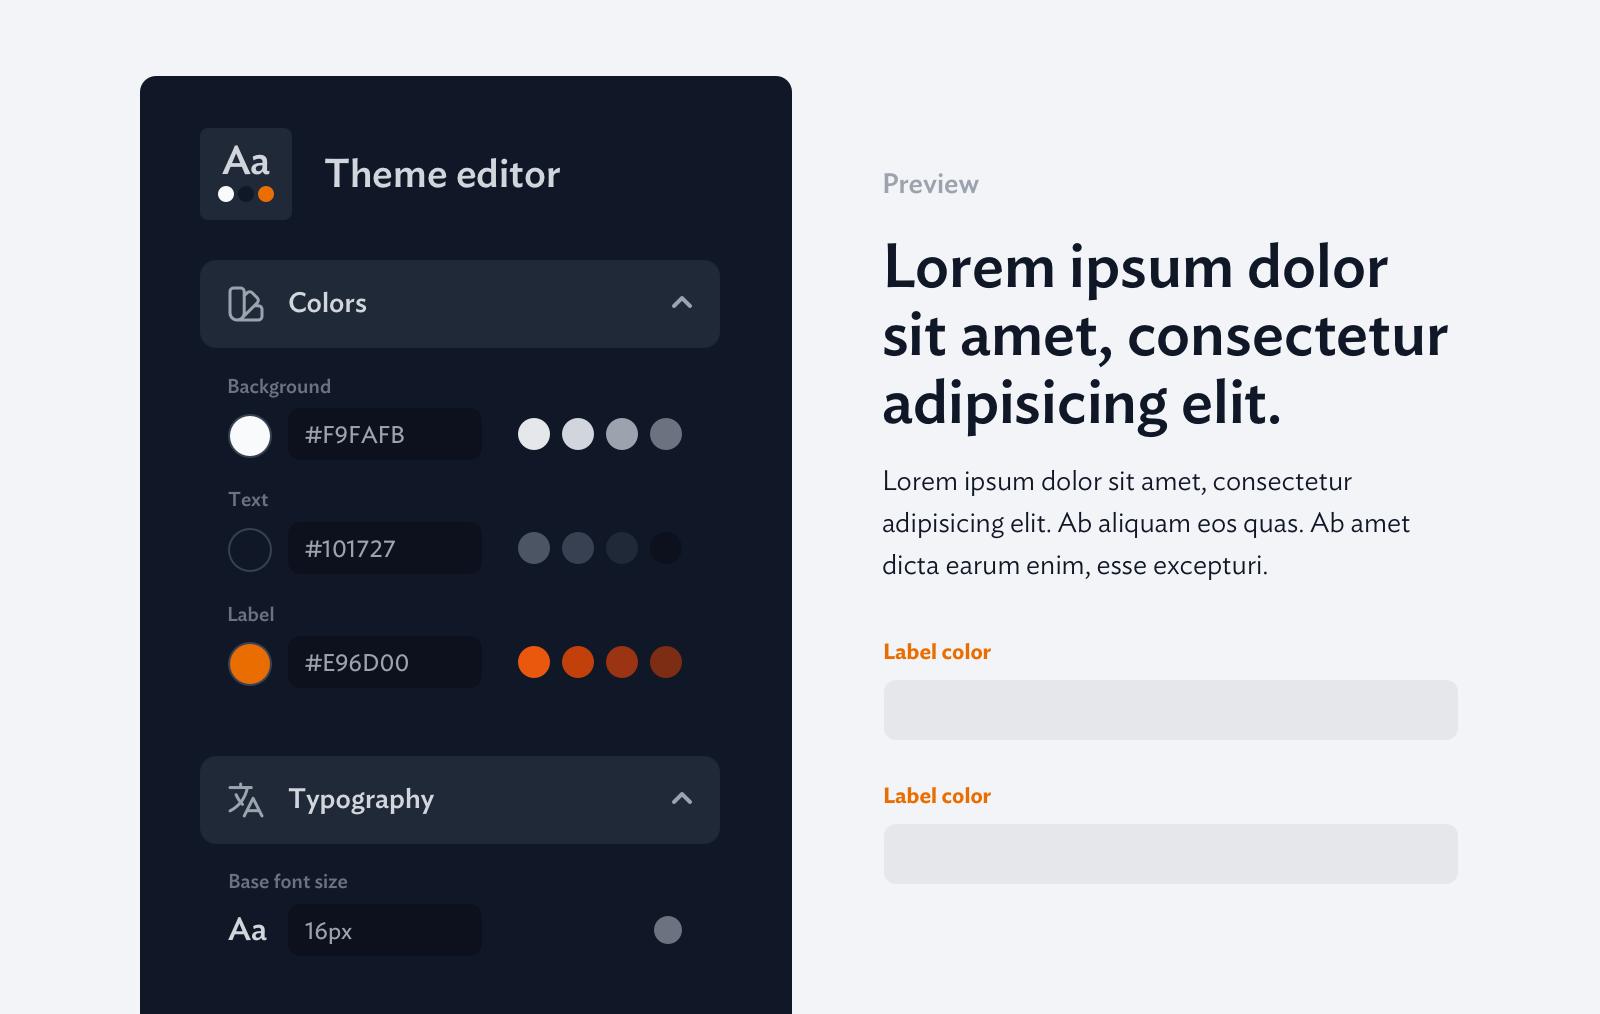 Aa
Theme editor
Colors
Background
#F9FAFB
Text
#101727
Label
#E96D00
Typography
Base font size
Aa
16px
Preview
Lorem ipsum dolor
sit amet, consectetur
adipisicing elit.
Lorem ipsum dolor sit amet, consectetur
adipisicing elit. Ab aliquam eos quas. Ab amet
dicta earum enim, esse excepturi.
Label color
Label color